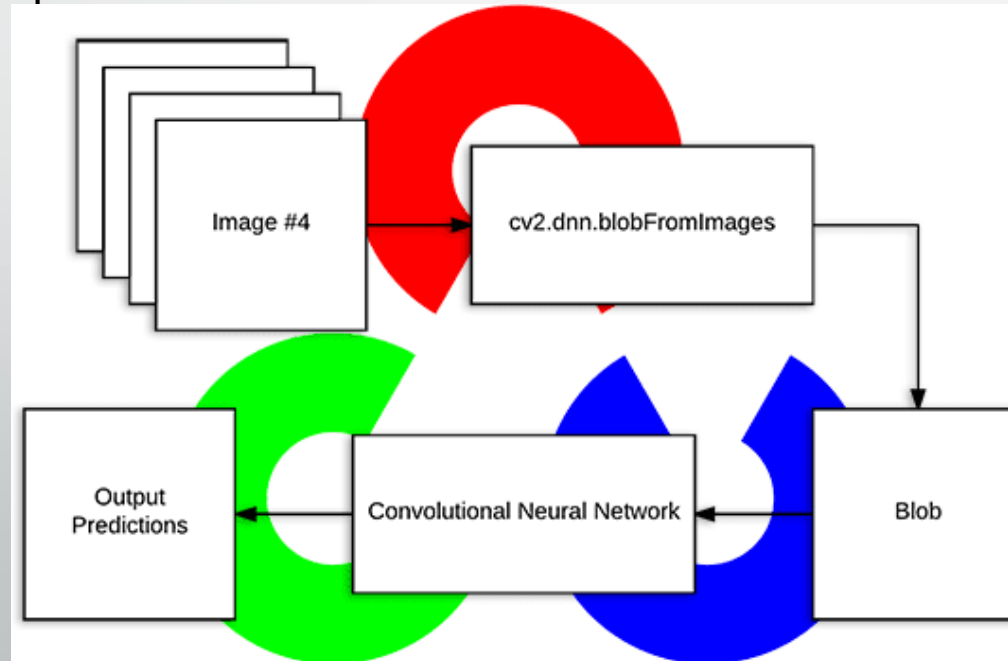 Image #4
cv2.dnn.blobFromImages
Blob
Convolutional Neural Network
Output
Predictions